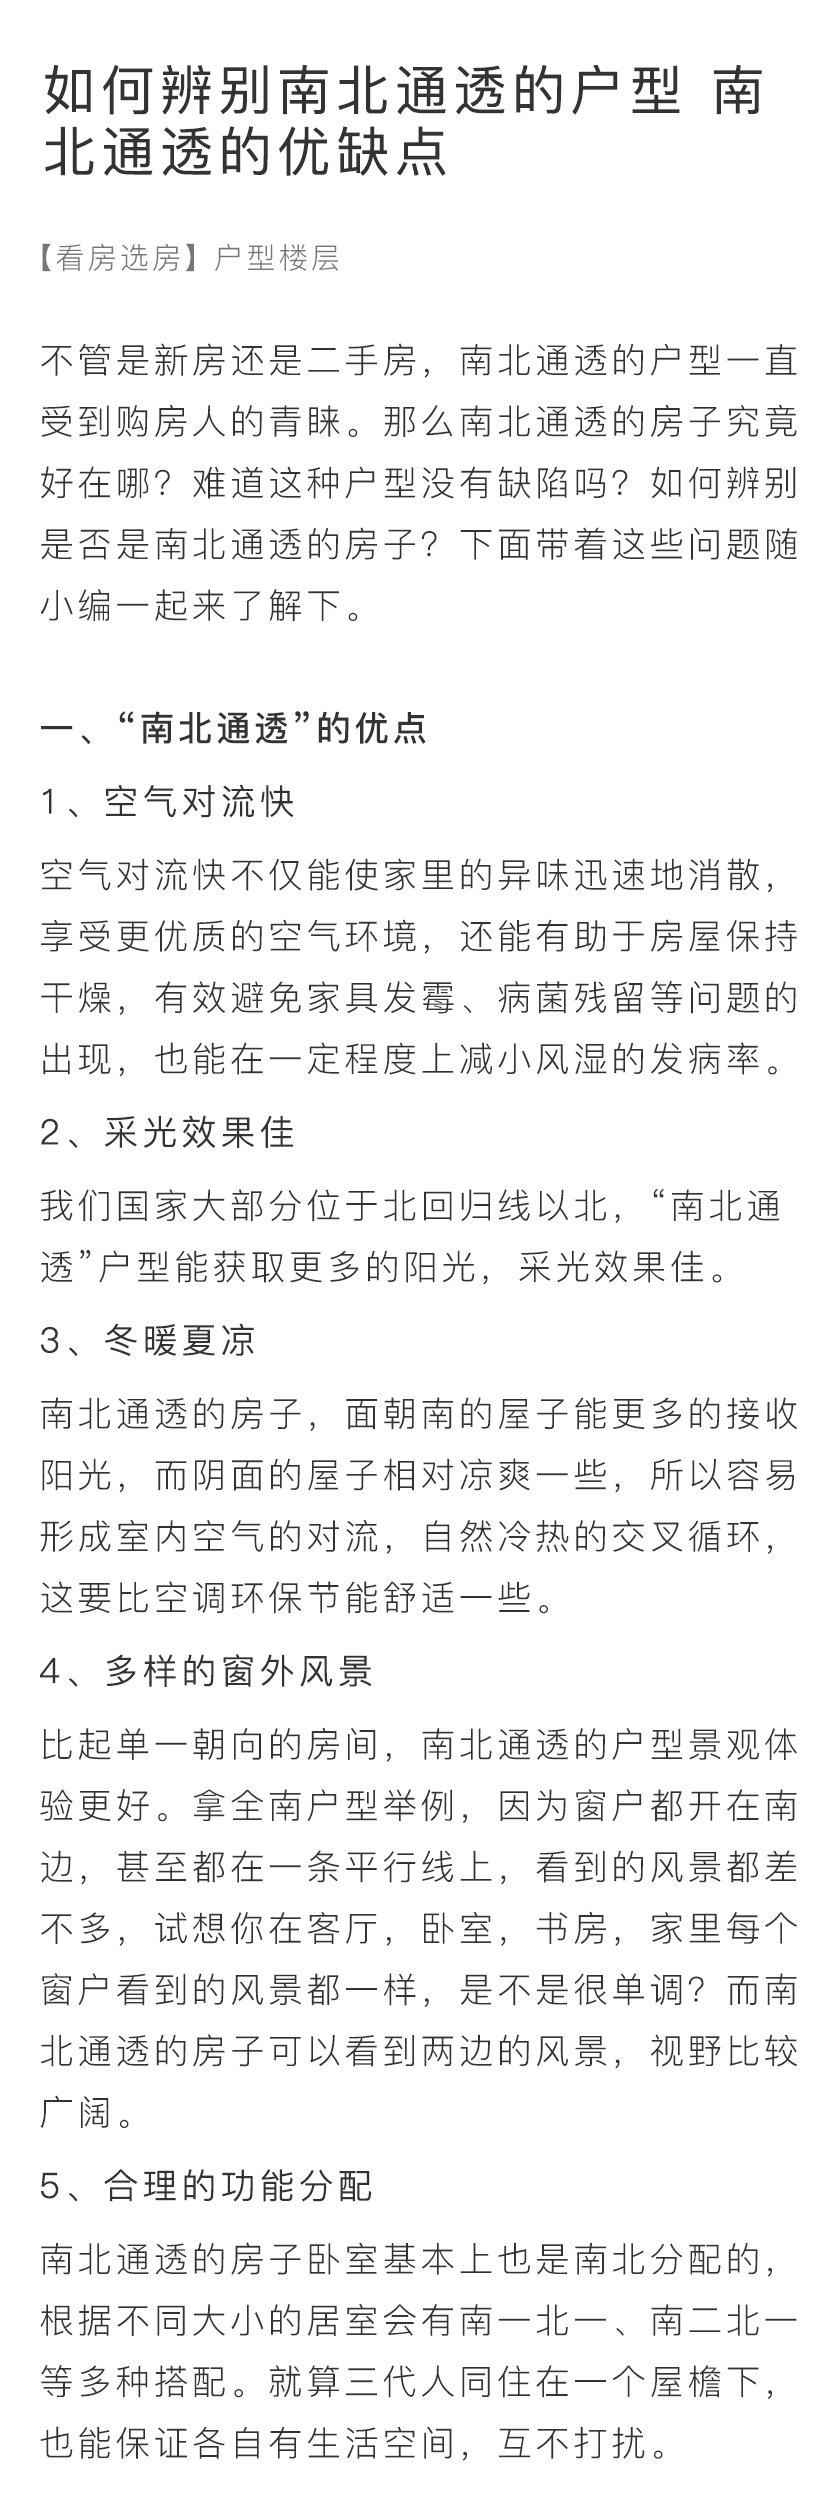 如何辨别南北通透的户型 南
北通透的优缺点
【看房选房】户型楼层
不管是新房还是二手房，南北通透的户型一直
受到购房人的青睐。那么南北通透的房子究竟
好在哪？难道这种户型没有缺陷吗？如何辨别
是否是南北通透的房子？下面带着这些问题随
小编一起来了解下。
一、“南北通透”的优点
1、空气对流快
空气对流快不仅能使家里的异味迅速地消散，
享受更优质的空气环境，还能有助于房屋保持
干燥，有效避免家具发霉、病菌残留等问题的
出现，也能在一定程度上减小风湿的发病率。
2、采光效果佳
我们国家大部分位于北回归线以北，“南北通
透”户型能获取更多的阳光，采光效果佳。
3、冬暖夏凉
南北通透的房子，面朝南的屋子能更多的接收
阳光，而阴面的屋子相对凉爽一些，所以容易
形成室内空气的对流，自然冷热的交叉循环，
这要比空调环保节能舒适一些。
4、多样的窗外风景
比起单一朝向的房间，南北通透的户型景观体
验更好。拿全南户型举例，因为窗户都开在南
边，甚至都在一条平行线上，看到的风景都差
不多，试想你在客厅，卧室，书房，家里每个
窗户看到的风景都一样，是不是很单调？而南
北通透的房子可以看到两边的风景，视野比较
广阔。
5、合理的功能分配
南北通透的房子卧室基本上也是南北分配的，
根据不同大小的居室会有南一北一、南二北一
等多种搭配。就算三代人同住在一个屋檐下，
也能保证各自有生活空间，互不打扰。